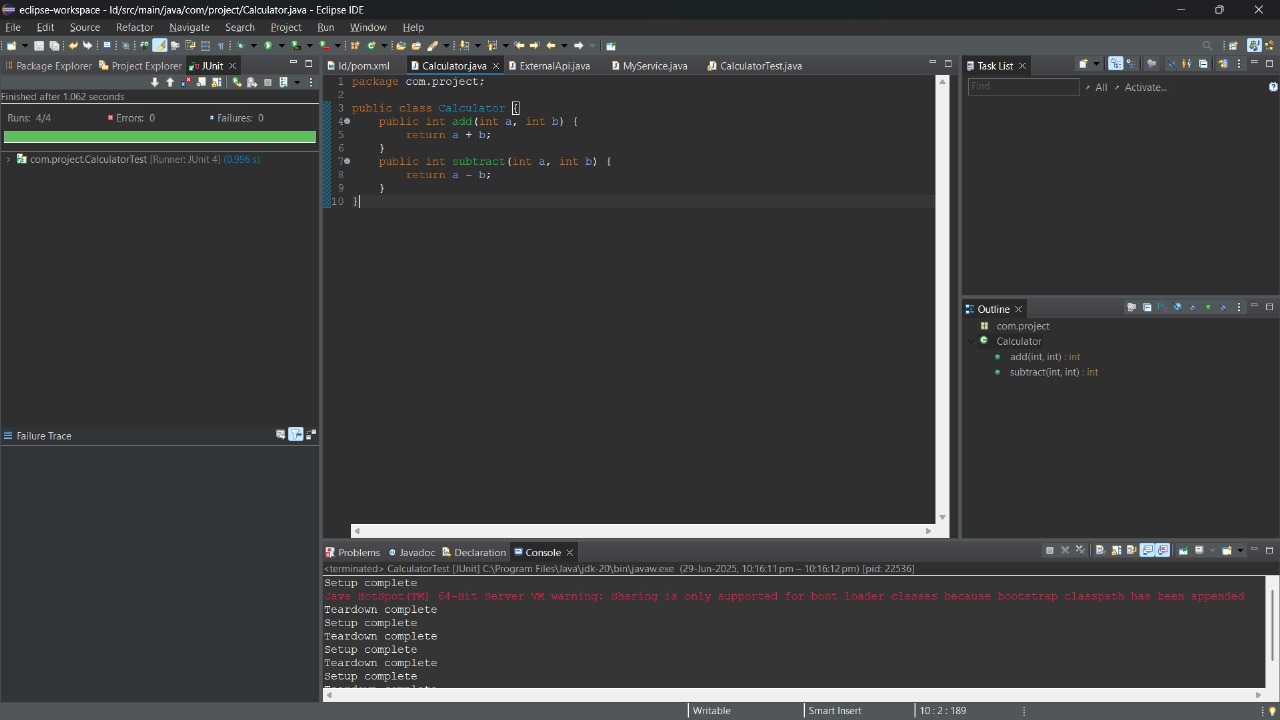 eclipse-workspace - ld/src/main/java/com/project/Calculator.java - Eclipse IDE
File Edit Source Refactor Navigate Search Project Run Window Help
Package Explorer Project Explorer JUnit
Finished after 1.062 seconds
Runs: 4/4 Errors: 0 Failures: 0
com.project.CalculatorTest [Runner: JUnit 4] (0.996 s)
Failure Trace
ld/pom.xml Calculator.java ExternalApi.java MyService.java CalculatorTest.java
1 package com.project;
2
3 public class Calculator {
4 public int add(int a, int b) {
5 return a + b;
6 }
7 public int subtract(int a, int b) {
8 return a - b;
9 }
10 }
Task List
Find All Activate...
Outline
com.project
Calculator
add(int, int) : int
subtract(int, int) : int
Problems Javadoc Declaration Console
<terminated> CalculatorTest [JUnit] C:\Program Files\Java\jdk-20\bin\javaw.exe (29-Jun-2025, 10:16:11 pm – 10:16:12 pm) [pid: 22536]
Setup complete
Java HotSpot(TM) 64-Bit Server VM warning: Sharing is only supported for boot loader classes because bootstrap classpath has been appended
Teardown complete
Setup complete
Teardown complete
Setup complete
Teardown complete
Setup complete
Writable Smart Insert 10 : 2 : 189